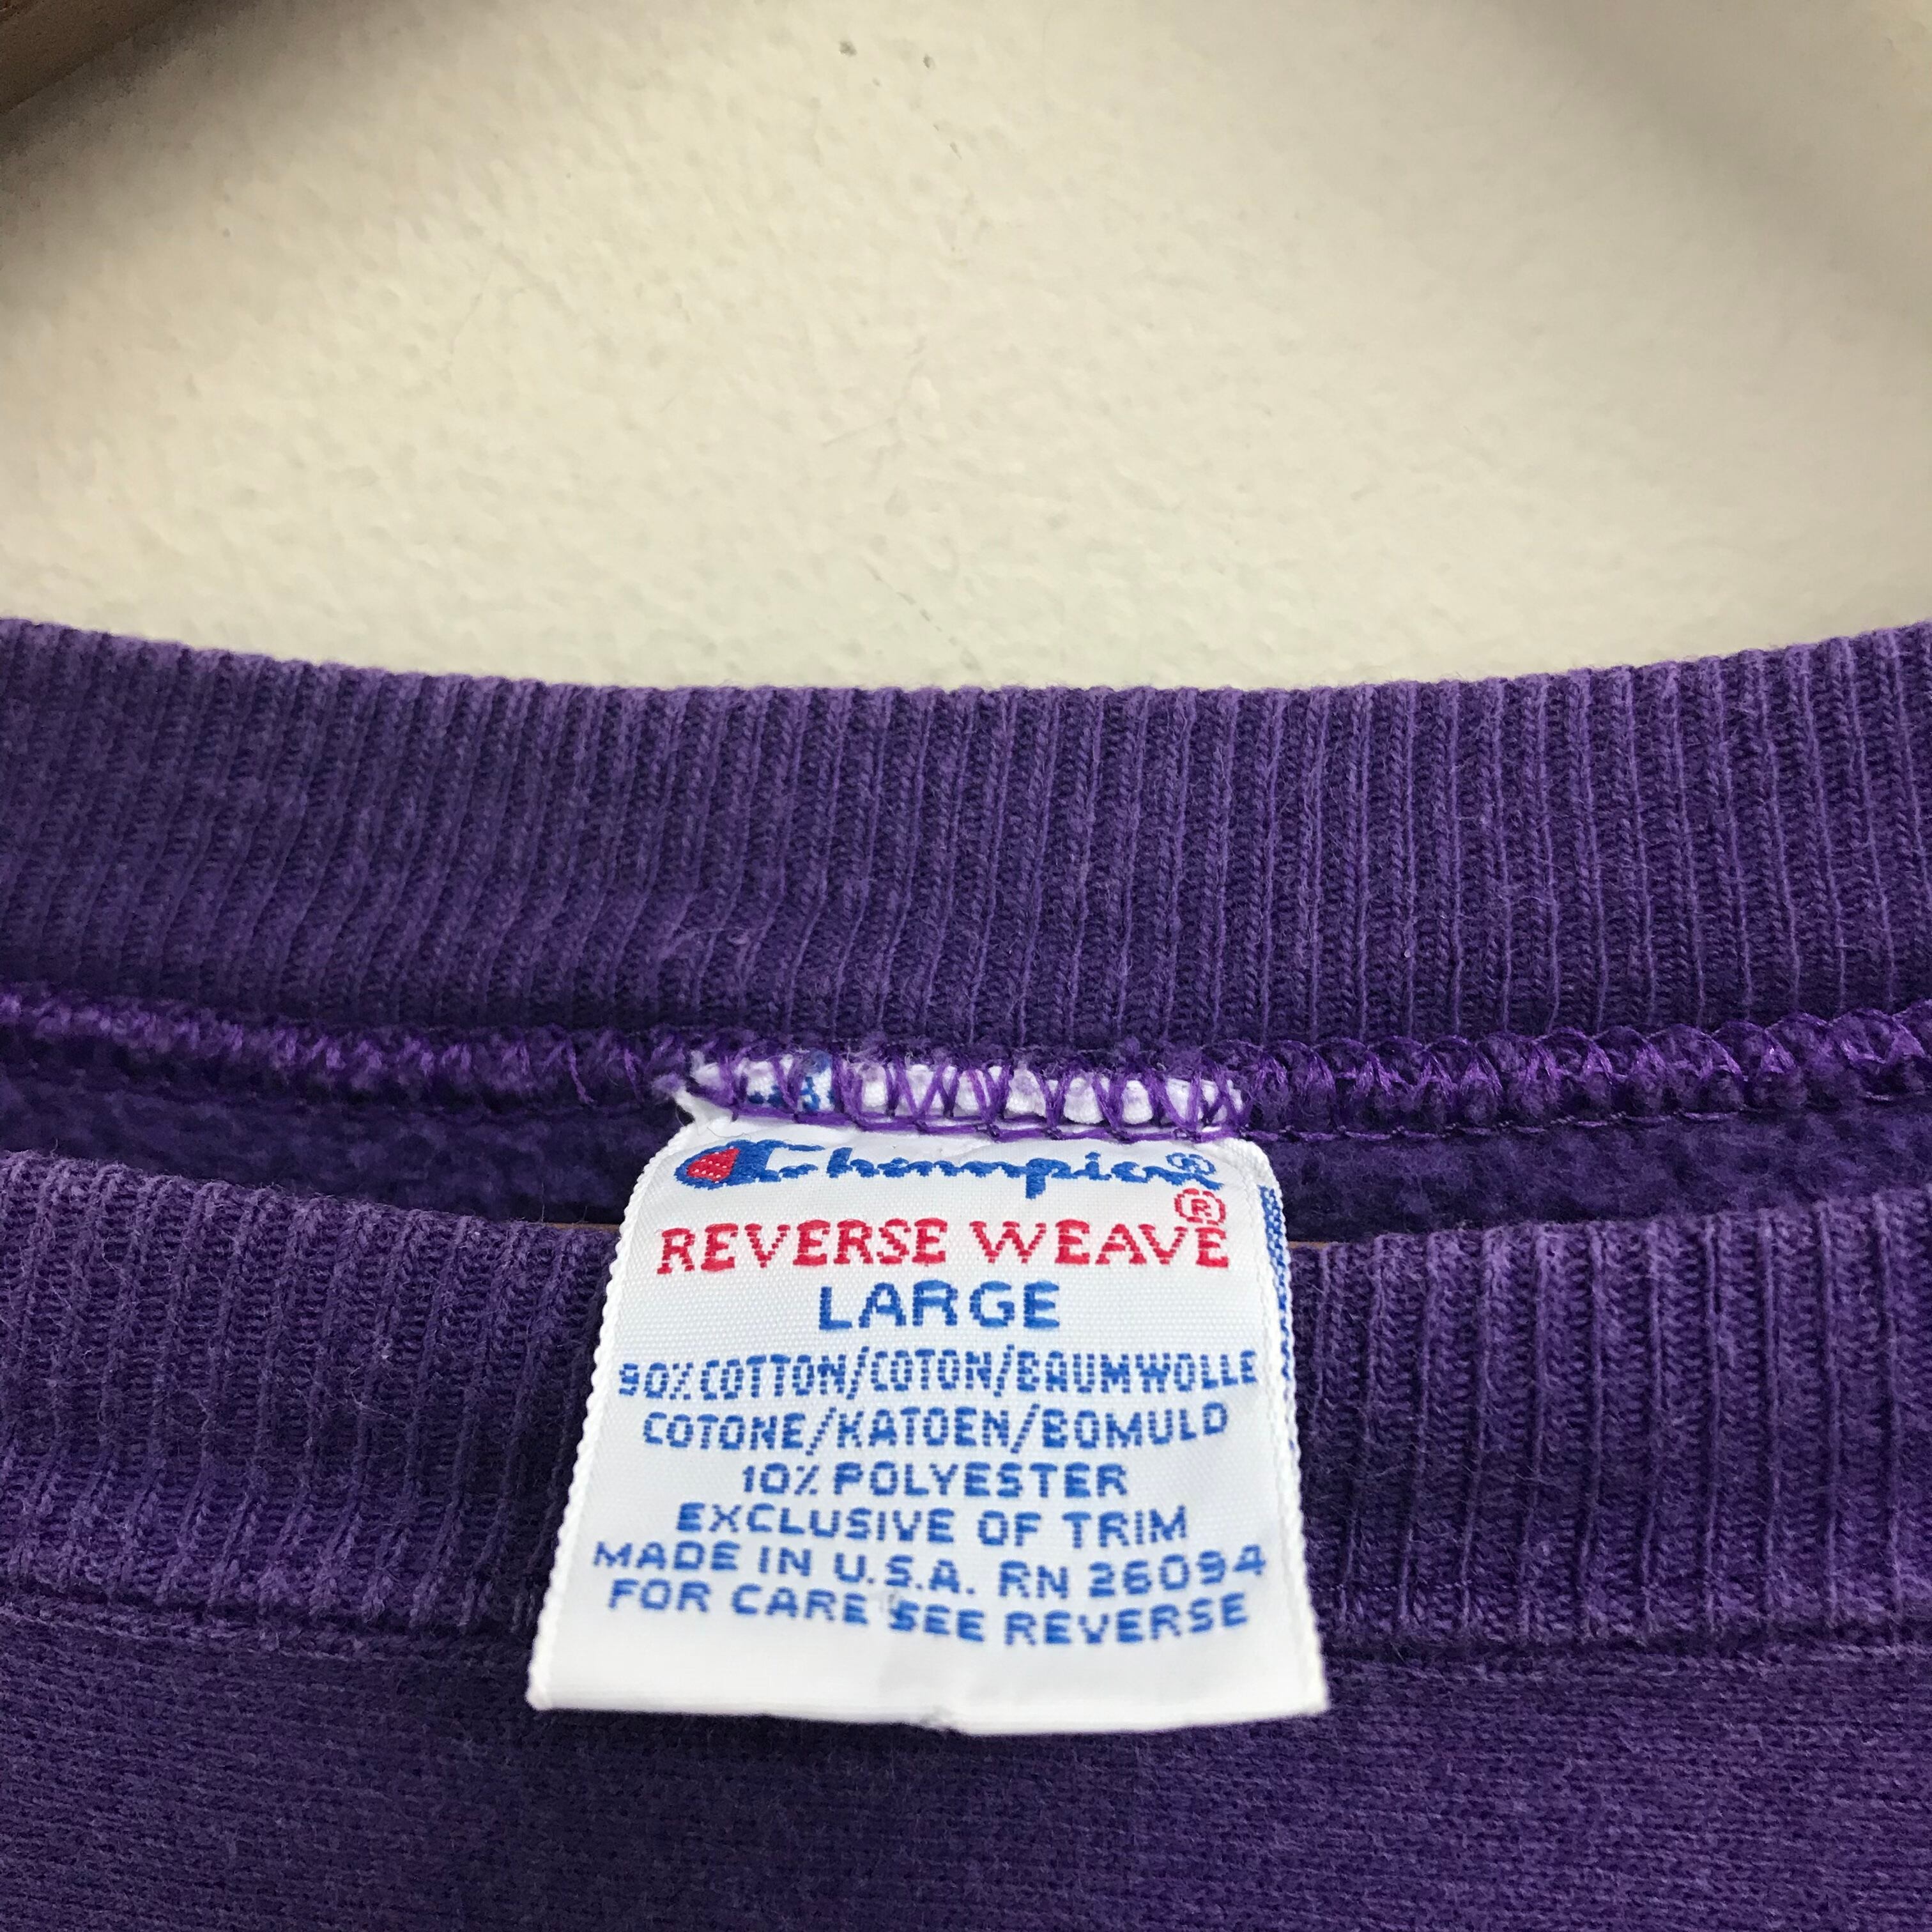 Champion®
REVERSE WEAVE®
LARGE
90% COTTON/COTON/BAUMWOLLE
COTONE/KATOEN/BOMULD
10% POLYESTER
EXCLUSIVE OF TRIM
MADE IN U.S.A. RN 26094
FOR CARE SEE REVERSE